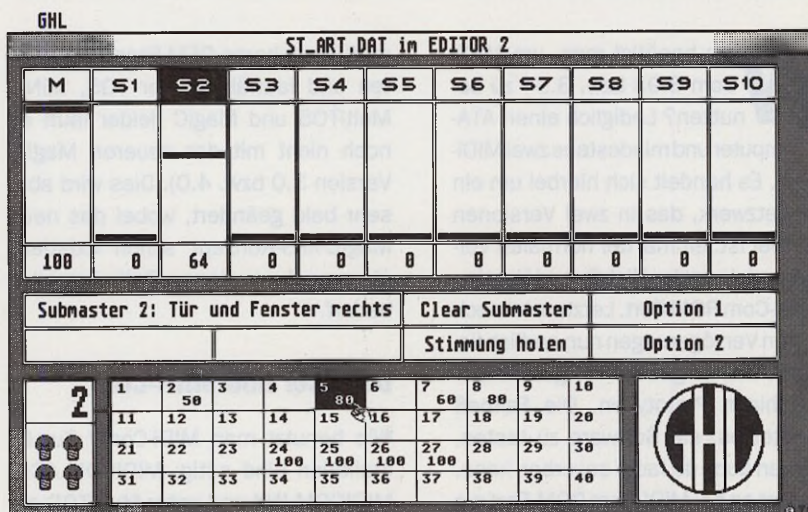 GHL
ST_ART.DAT im EDITOR 2
M S1 S2 S3 S4 S5 S6 S7 S8 S9 S10
100 0 64 0 0 0 0 0 0 0 0
Submaster 2: Tür und Fenster rechts Clear Submaster Option 1
Stimmung holen Option 2
2
1 2 3 4 5 6 7 8 9 10
50 80 60 80
11 12 13 14 15 16 17 18 19 20
21 22 23 24 25 26 27 28 29 30
100 100 100 100
31 32 33 34 35 36 37 38 39 40